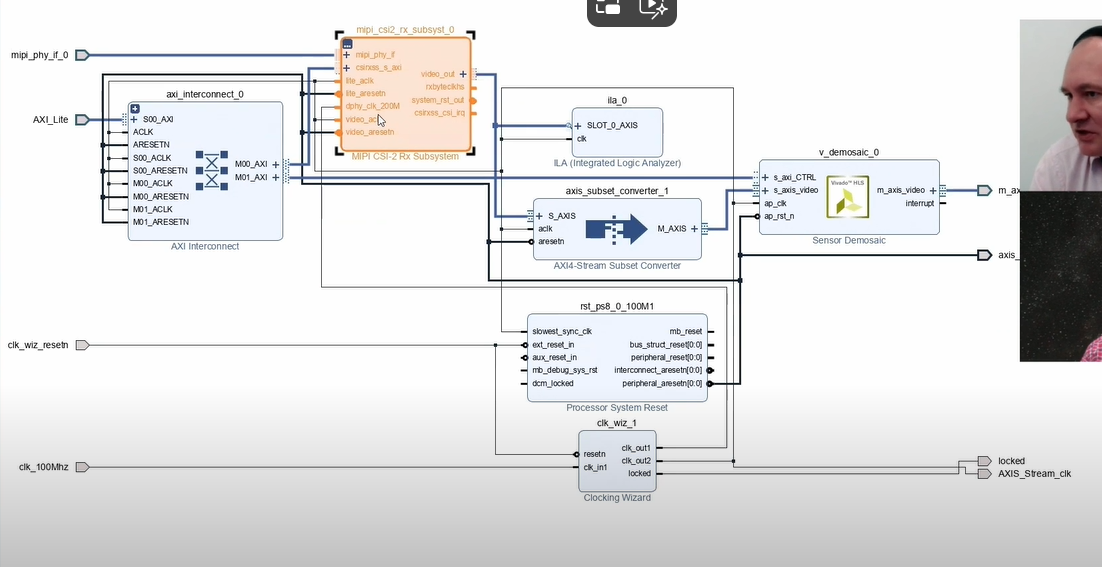 mipi_csi2_rx_subsyst_0
mipi_phy_if_0
mipi_phy_if
csirxss_s_axi
lite_aclk
lite_aresetn
dphy_clk_200M
video_aclk
video_aresetn
video_out
rxbyteclkhs
system_rst_out
csirxss_csi_irq
MIPI CSI-2 Rx Subsystem
axi_interconnect_0
AXI_Lite
S00_AXI
ACLK
ARESETN
S00_ACLK
S00_ARESETN
M00_ACLK
M00_ARESETN
M01_ACLK
M01_ARESETN
M00_AXI
M01_AXI
AXI Interconnect
ila_0
SLOT_0_AXIS
clk
ILA (Integrated Logic Analyzer)
axis_subset_converter_1
S_AXIS
aclk
aresetn
M_AXIS
AXI4-Stream Subset Converter
v_demosaic_0
s_axi_CTRL
s_axis_video
ap_clk
ap_rst_n
Vivado™ HLS
m_axis_video
interrupt
Sensor Demosaic
m_ax
axis_
rst_ps8_0_100M1
clk_wiz_resetn
slowest_sync_clk
ext_reset_in
aux_reset_in
mb_debug_sys_rst
dcm_locked
mb_reset
bus_struct_reset[0:0]
peripheral_reset[0:0]
interconnect_aresetn[0:0]
peripheral_aresetn[0:0]
Processor System Reset
clk_wiz_1
clk_100Mhz
resetn
clk_in1
clk_out1
clk_out2
locked
Clocking Wizard
locked
AXIS_Stream_clk